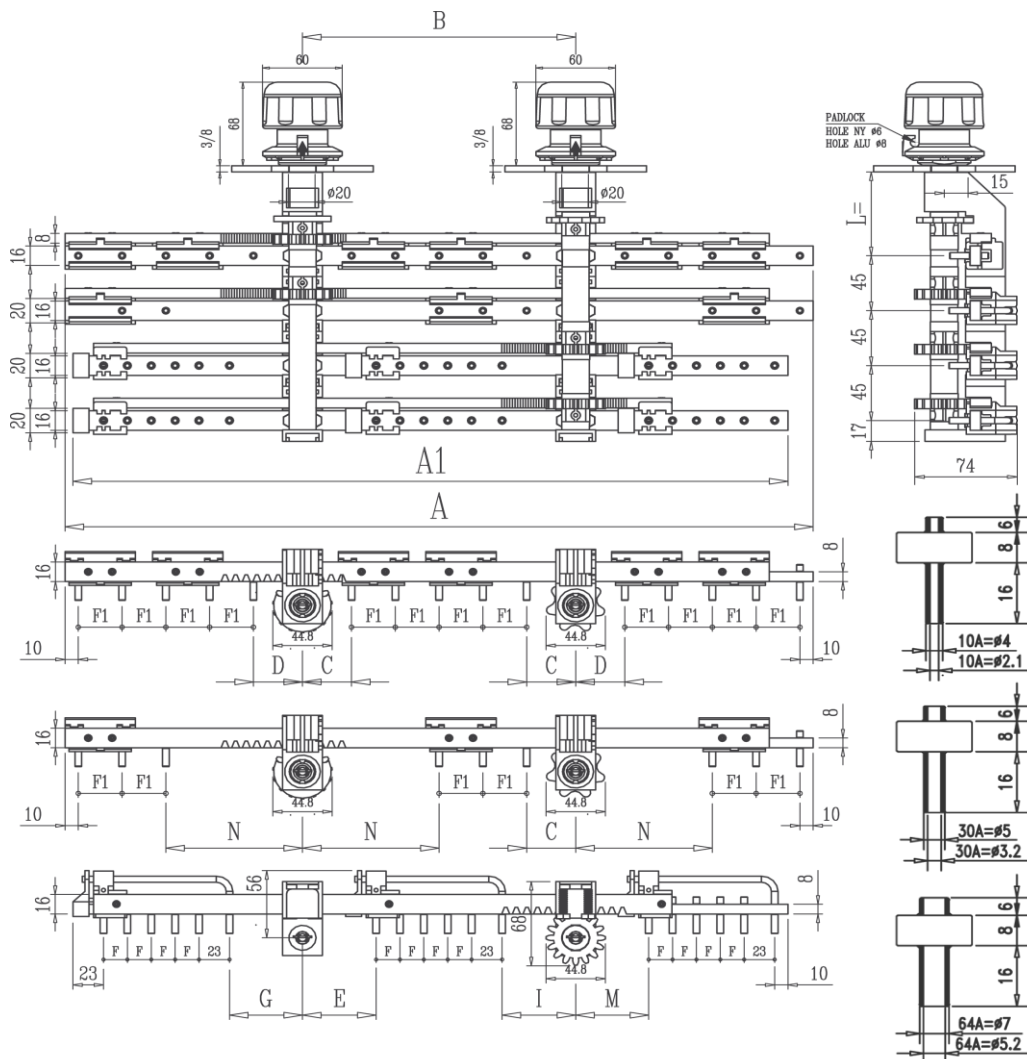 B
60
60
68
3/8
68
3/8
PADLOCK
HOLE NY ø6
HOLE ALU ø8
ø20
ø20
15
L=
8
16
45
20
16
45
20
16
45
20
16
17
A1
74
A
6
8
16
10A=ø4
10A=ø2.1
16
8
F1 F1 F1 F1 F1 F1 F1 F1 F1 F1 F1 F1
44.8
44.8
10
D C C D
10
6
8
16
30A=ø5
30A=ø3.2
16
8
F1 F1 F1 F1 F1 F1
44.8
44.8
10
N N C N
10
56
16
68
8
F F F F 23 F F F F 23 F F F F 23
44.8
23
G E I M
10
6
8
16
64A=ø7
64A=ø5.2